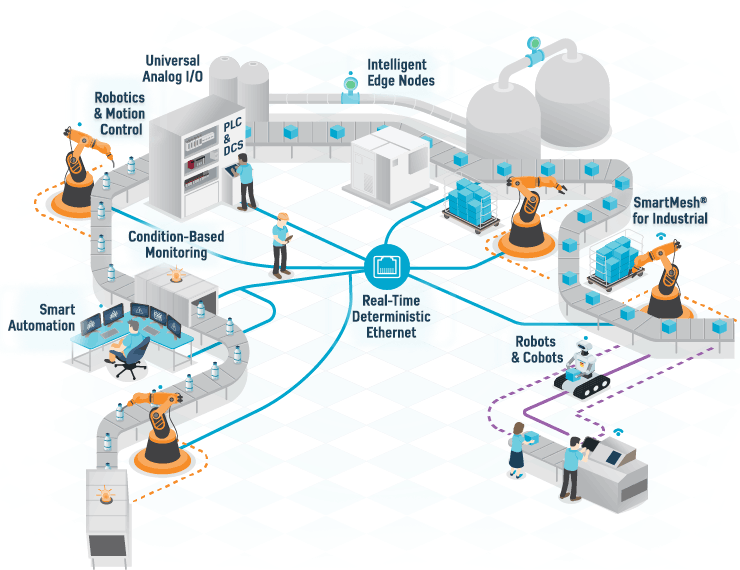 Universal
Analog I/O
Intelligent
Edge Nodes
Robotics
& Motion
Control
PLC
&
DCS
SmartMesh®
for Industrial
Condition-Based
Monitoring
Smart
Automation
Real-Time
Deterministic
Ethernet
Robots
& Cobots